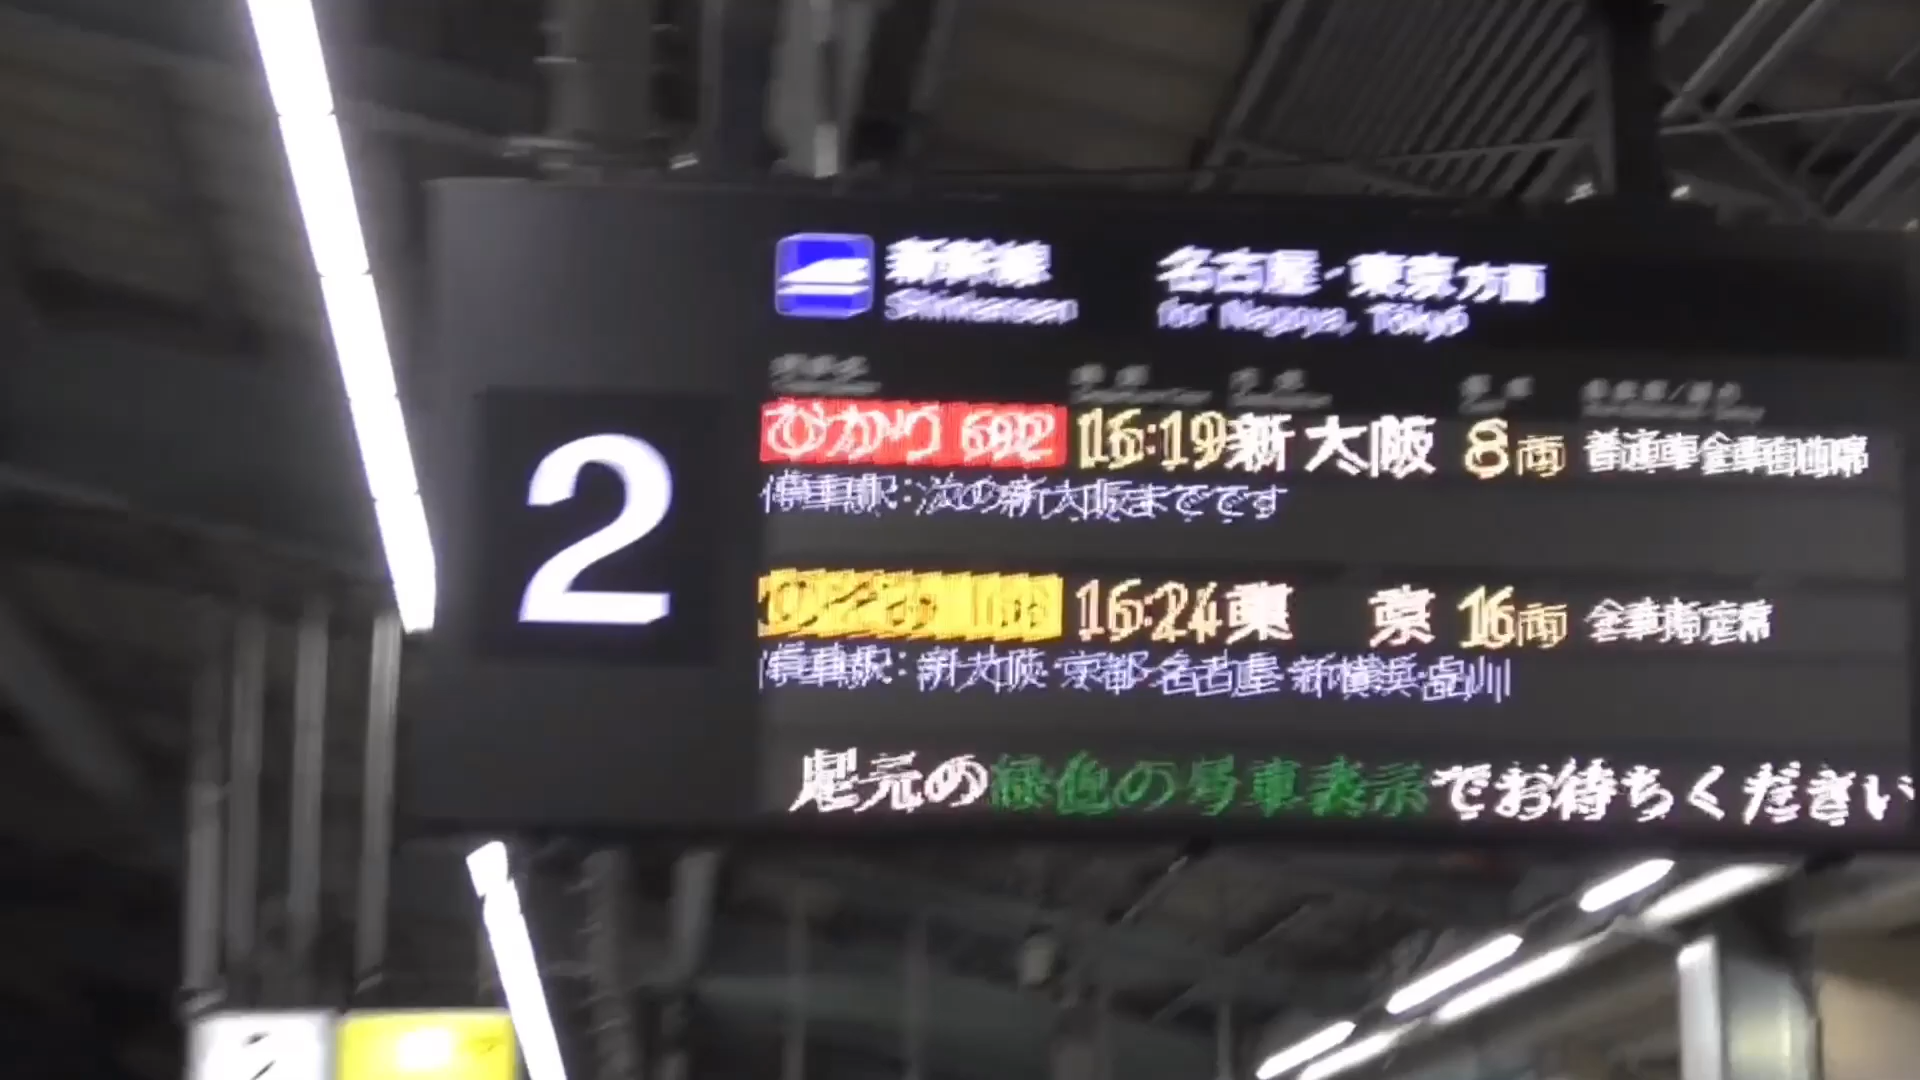 新幹線 名古屋・東京方面
Shinkansen for Nagoya, Tōkyō
2
ひかり 692 16:19 新大阪 8両 普通車全車自由席
停車駅:次の新大阪までです
のぞみ 16:24 東京 16両 全車指定席
停車駅:新大阪・京都・名古屋・新横浜・品川
足元の緑色の号車表示でお待ちください